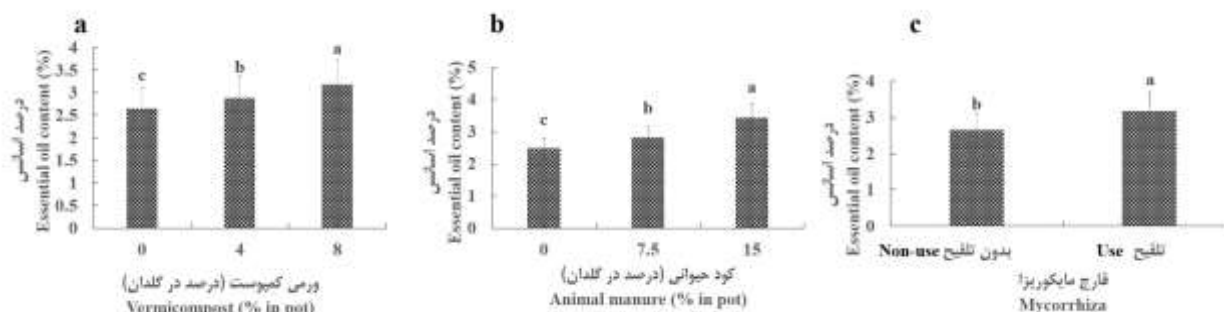 a
درصد اسانس
Essential oil content (%)
4
3.5
3
2.5
2
1.5
1
0.5
0
c
b
a
0 4 8
ورمی کمپوست (درصد در گلدان)
Vermicompost (% in pot)
b
درصد اسانس
Essential oil content (%)
5
4
3
2
1
0
c
b
a
0 7.5 15
کود حیوانی (درصد در گلدان)
Animal manure (% in pot)
c
درصد اسانس
Essential oil content (%)
4
3
2
1
0
b
a
Non-use بدون تلقیح
Use تلقیح
قارچ مایکوریزا
Mycorrhiza